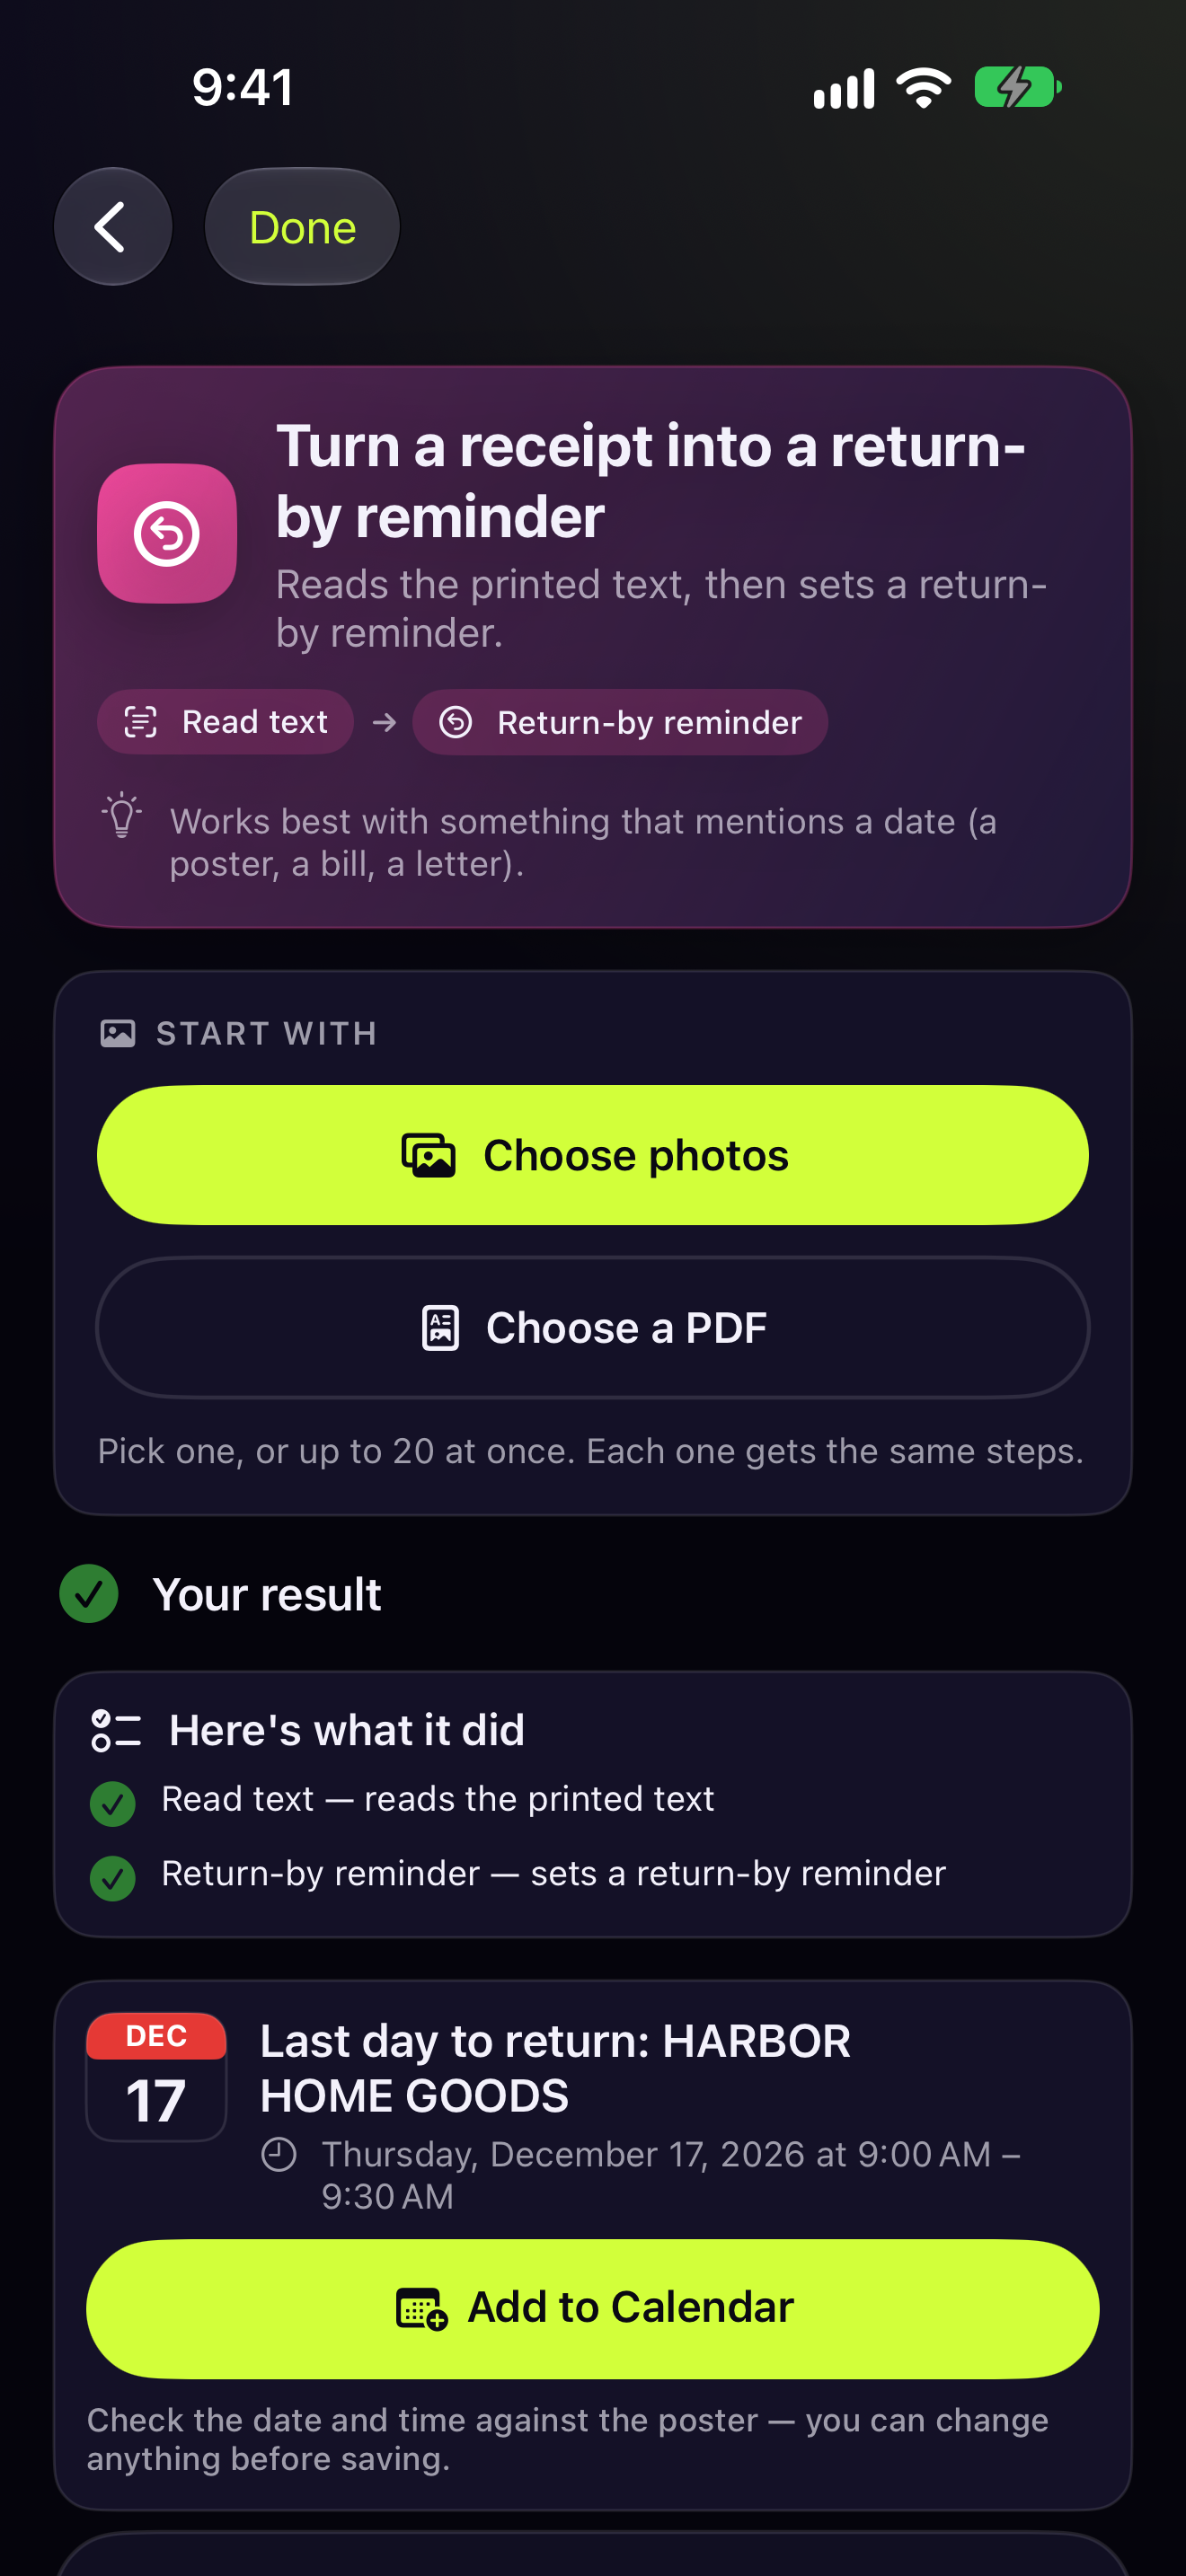 9:41
Done
Turn a receipt into a return-
by reminder
Reads the printed text, then sets a return-
by reminder.
Read text → Return-by reminder
Works best with something that mentions a date (a
poster, a bill, a letter).
START WITH
Choose photos
Choose a PDF
Pick one, or up to 20 at once. Each one gets the same steps.
Your result
Here's what it did
Read text — reads the printed text
Return-by reminder — sets a return-by reminder
DEC
17
Last day to return: HARBOR
HOME GOODS
Thursday, December 17, 2026 at 9:00 AM –
9:30 AM
Add to Calendar
Check the date and time against the poster — you can change
anything before saving.